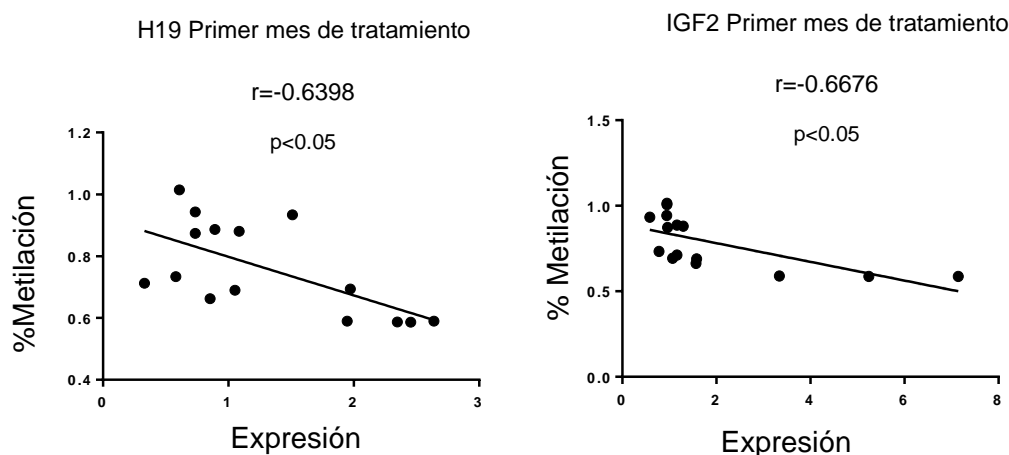 H19 Primer mes de tratamiento
r=-0.6398
p<0.05
%Metilación
1.2
1.0
0.8
0.6
0.4
0
1
2
3
Expresión
IGF2 Primer mes de tratamiento
r=-0.6676
p<0.05
% Metilación
1.5
1.0
0.5
0.0
0
2
4
6
8
Expresión